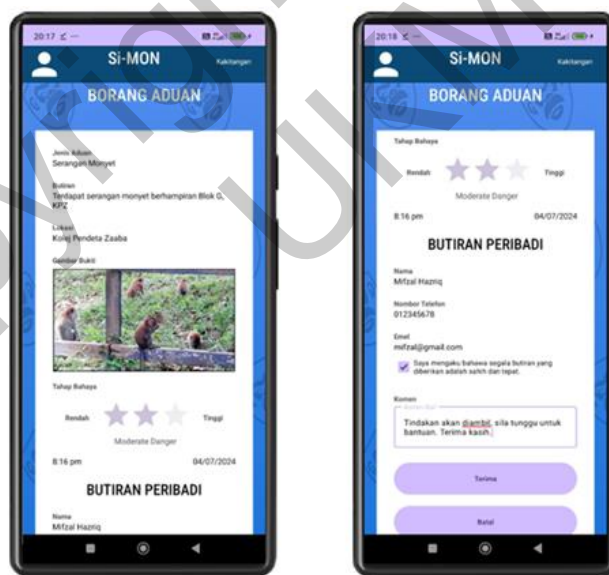 20:17
Si-MON
Kakitangan
BORANG ADUAN
Jenis Aduan
Serangan Monyet
Butiran
Terdapat serangan monyet berhampiran Blok G,
KPZ
Lokasi
Kolej Pendeta Zaaba
Gambar Bukti
Tahap Bahaya
Rendah
Tinggi
Moderate Danger
8:16 pm
04/07/2024
BUTIRAN PERIBADI
Nama
Mifzal Hazriq
20:18
Si-MON
Kakitangan
BORANG ADUAN
Tahap Bahaya
Rendah
Tinggi
Moderate Danger
8:16 pm
04/07/2024
BUTIRAN PERIBADI
Nama
Mifzal Hazriq
Nombor Telefon
012345678
Emel
mifzal@gmail.com
Saya mengaku bahawa segala butiran yang
diberikan adalah sahih dan tepat.
Komen
Tindakan akan diambil, sila tunggu untuk
bantuan. Terima kasih.
Terima
Batal